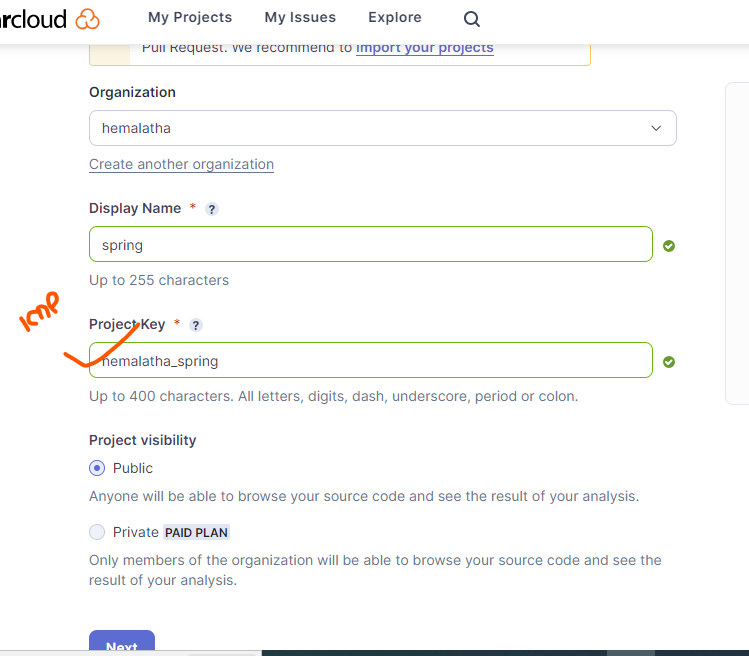 rcloud
My Projects
My Issues
Explore
Pull Request. We recommend to import your projects
Organization
hemalatha
Create another organization
Display Name * ?
spring
Up to 255 characters
Imp
Project Key * ?
hemalatha_spring
Up to 400 characters. All letters, digits, dash, underscore, period or colon.
Project visibility
Public
Anyone will be able to browse your source code and see the result of your analysis.
Private PAID PLAN
Only members of the organization will be able to browse your source code and see the
result of your analysis.
Next